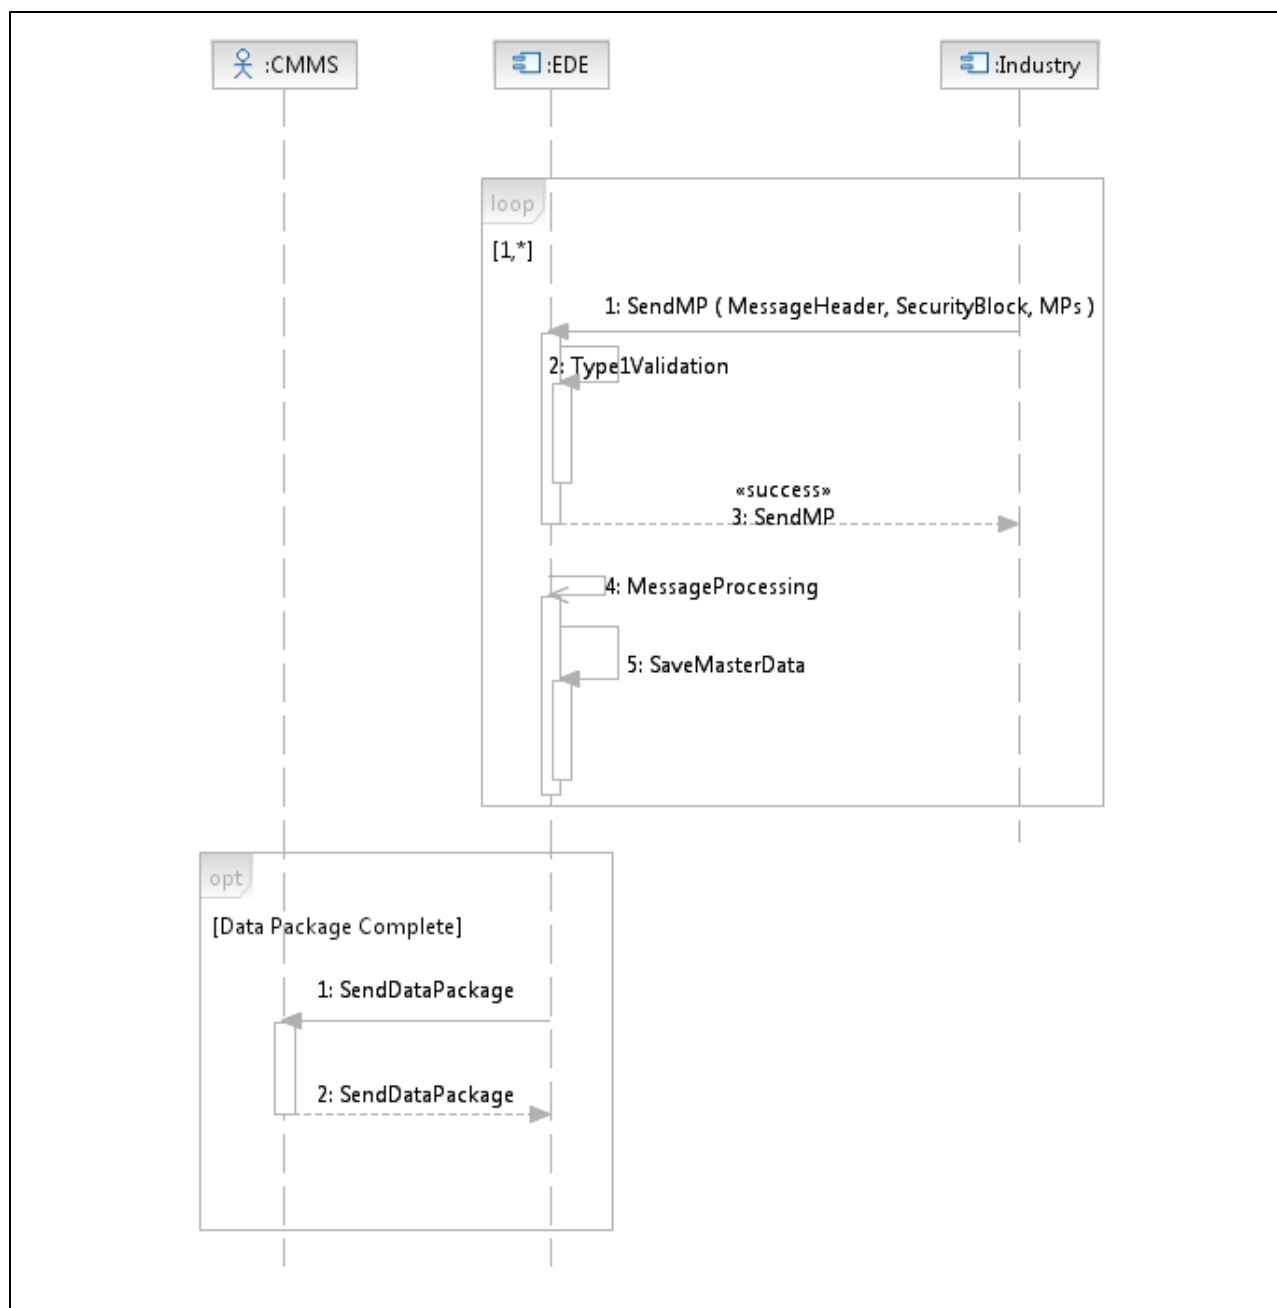 :CMMS
:EDE
:Industry
loop
[1,*]
1: SendMP ( MessageHeader, SecurityBlock, MPs )
2: Type1Validation
«success»
3: SendMP
4: MessageProcessing
5: SaveMasterData
opt
[Data Package Complete]
1: SendDataPackage
2: SendDataPackage